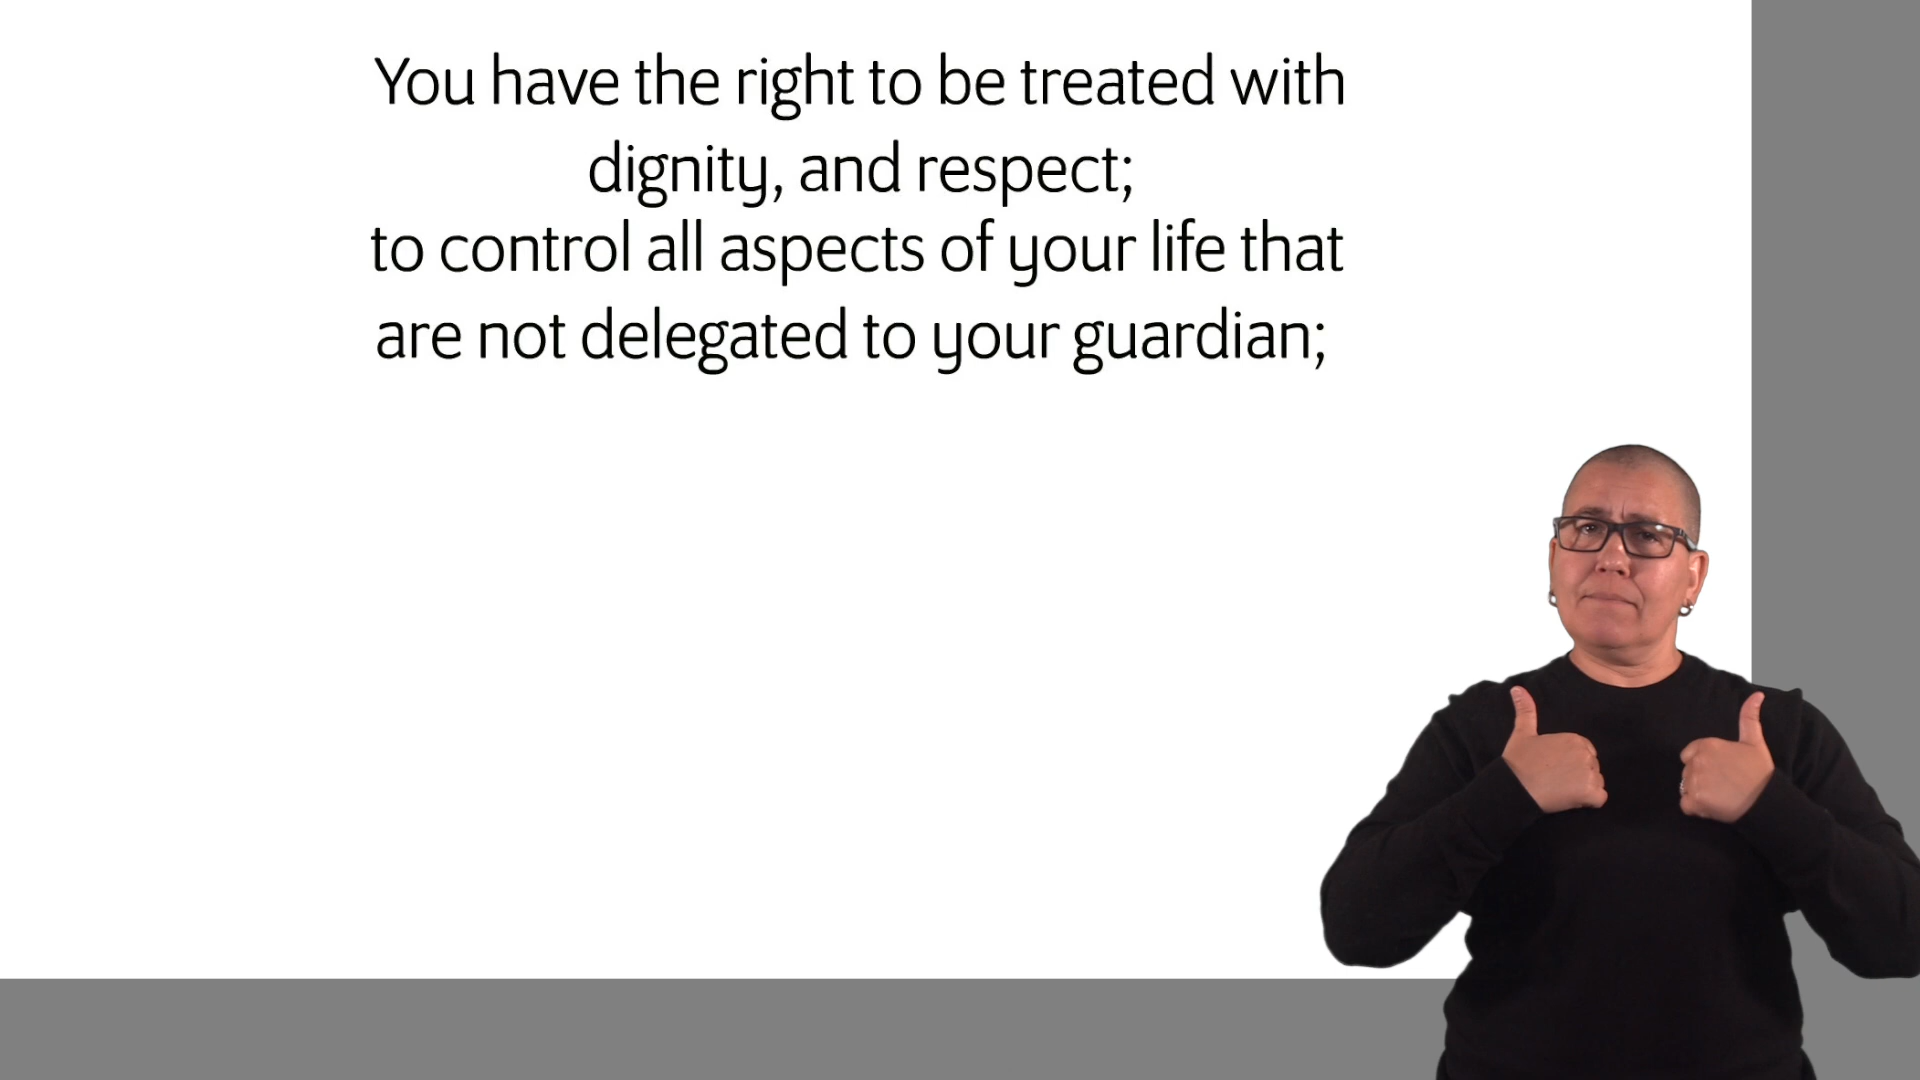 You have the right to be treated with
dignity, and respect;
to control all aspects of your life that
are not delegated to your guardian;